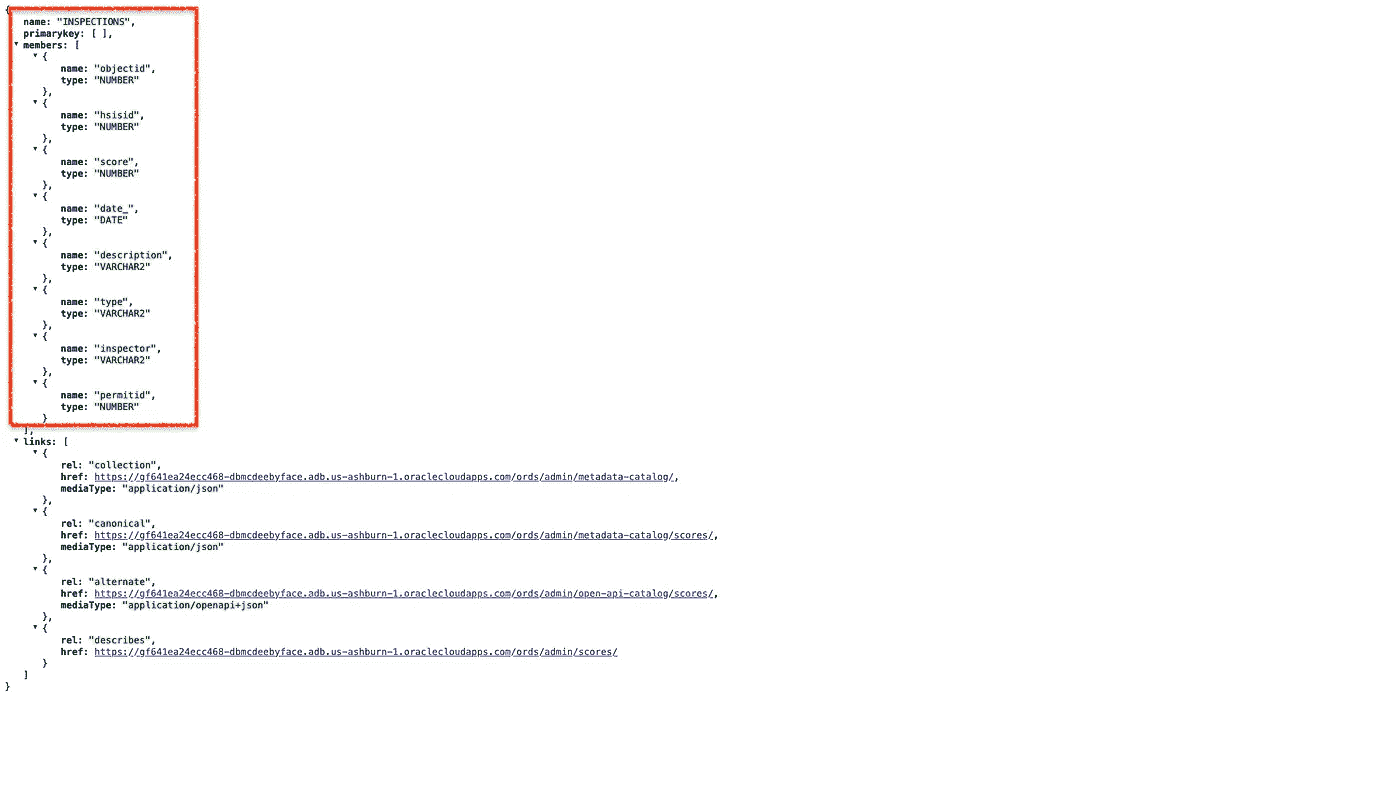 {
name: "INSPECTIONS",
primarykey: [ ],
▼ members: [
▼ {
name: "objectid",
type: "NUMBER"
},
▼ {
name: "hsisid",
type: "NUMBER"
},
▼ {
name: "score",
type: "NUMBER"
},
▼ {
name: "date_",
type: "DATE"
},
▼ {
name: "description",
type: "VARCHAR2"
},
▼ {
name: "type",
type: "VARCHAR2"
},
▼ {
name: "inspector",
type: "VARCHAR2"
},
▼ {
name: "permitid",
type: "NUMBER"
}
],
▼ links: [
▼ {
rel: "collection",
href: https://gf641ea24ecc468-dbmcdeebyface.adb.us-ashburn-1.oraclecloudapps.com/ords/admin/metadata-catalog/,
mediaType: "application/json"
},
▼ {
rel: "canonical",
href: https://gf641ea24ecc468-dbmcdeebyface.adb.us-ashburn-1.oraclecloudapps.com/ords/admin/metadata-catalog/scores/,
mediaType: "application/json"
},
▼ {
rel: "alternate",
href: https://gf641ea24ecc468-dbmcdeebyface.adb.us-ashburn-1.oraclecloudapps.com/ords/admin/open-api-catalog/scores/,
mediaType: "application/openapi+json"
},
▼ {
rel: "describes",
href: https://gf641ea24ecc468-dbmcdeebyface.adb.us-ashburn-1.oraclecloudapps.com/ords/admin/scores/
}
]
}